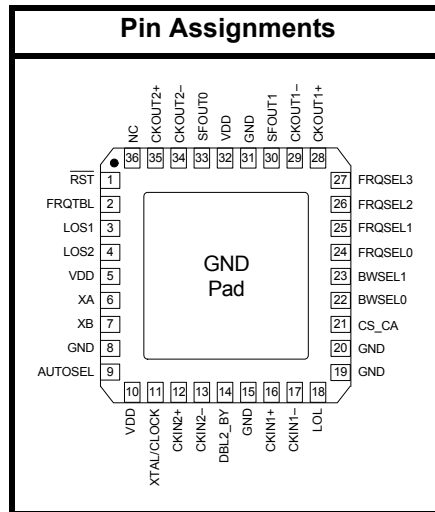 Pin Assignments
NC
CKOUT2+
CKOUT2–
SFOUT0
VDD
GND
SFOUT1
CKOUT1–
CKOUT1+
36 35 34 33 32 31 30 29 28
RST 1
FRQTBL 2
LOS1 3
LOS2 4
VDD 5
XA 6
XB 7
GND 8
AUTOSEL 9
GND
Pad
27 FRQSEL3
26 FRQSEL2
25 FRQSEL1
24 FRQSEL0
23 BWSEL1
22 BWSEL0
21 CS_CA
20 GND
19 GND
10 11 12 13 14 15 16 17 18
VDD
XTAL/CLOCK
CKIN2+
CKIN2–
DBL2_BY
GND
CKIN1+
CKIN1–
LOL